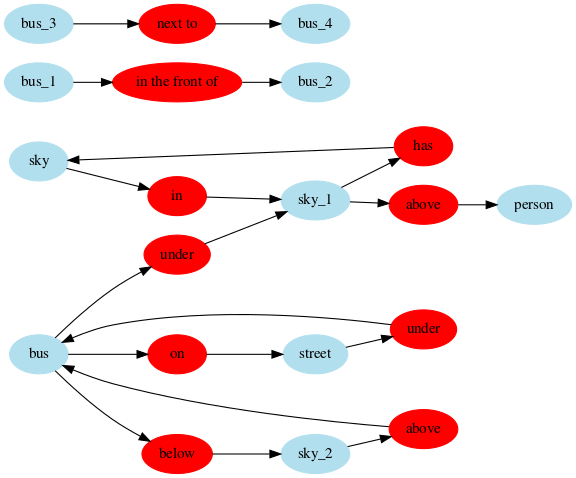 bus_3 next to bus_4
bus_1 in the front of bus_2
has
sky
in sky_1 above person
under
under
bus on street
above
below sky_2